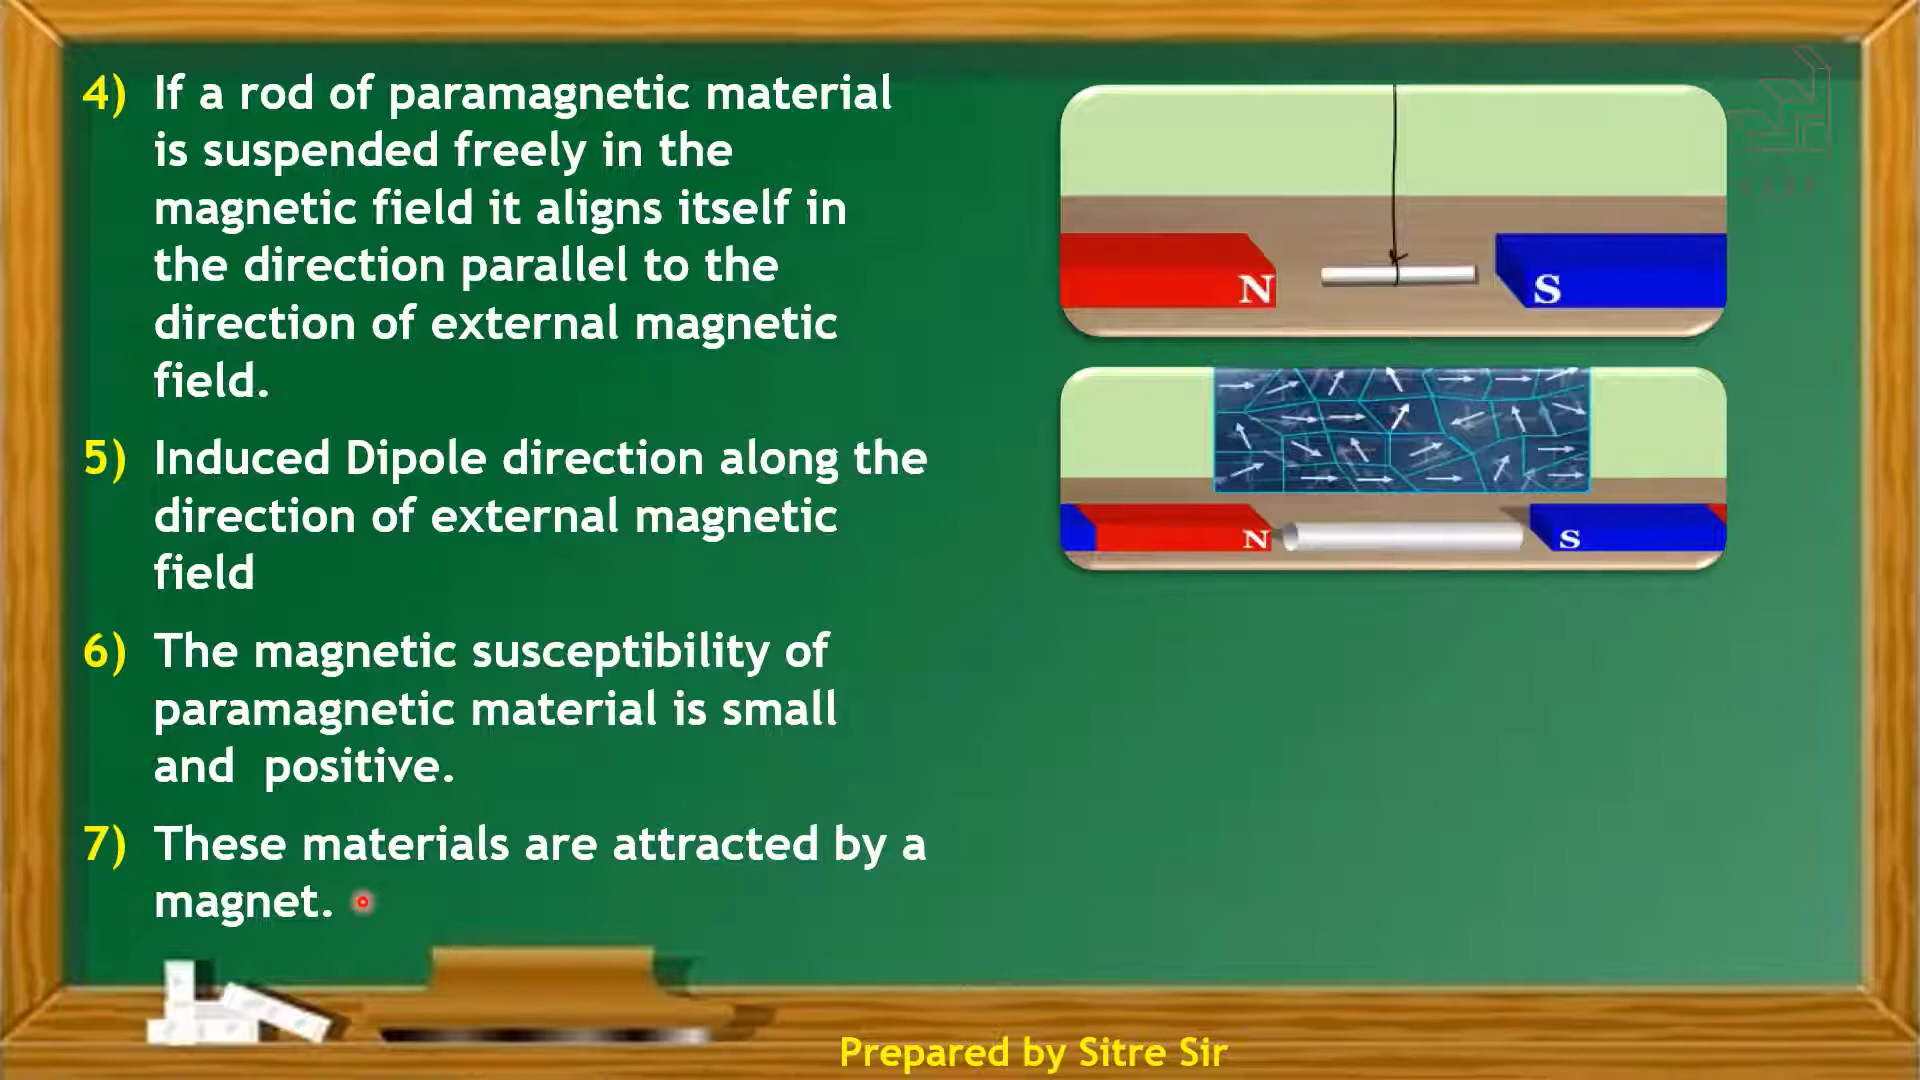 4) If a rod of paramagnetic material
is suspended freely in the
magnetic field it aligns itself in
the direction parallel to the
direction of external magnetic
field.
5) Induced Dipole direction along the
direction of external magnetic
field
6) The magnetic susceptibility of
paramagnetic material is small
and  positive.
7) These materials are attracted by a
magnet.
N
S
N
S
Prepared by Sitre Sir